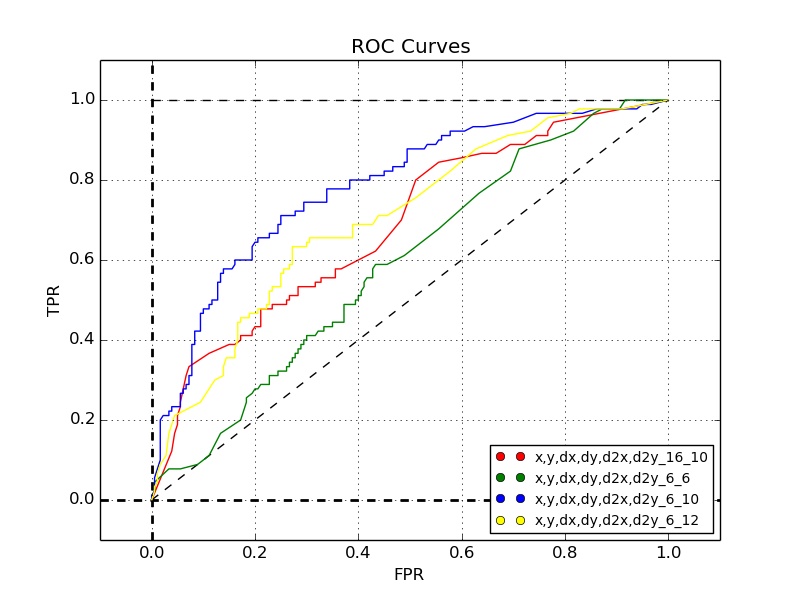 ROC Curves
1.0
0.8
0.6
0.4
0.2
0.0
TPR
x,y,dx,dy,d2x,d2y_16_10
x,y,dx,dy,d2x,d2y_6_6
x,y,dx,dy,d2x,d2y_6_10
x,y,dx,dy,d2x,d2y_6_12
0.0 0.2 0.4 0.6 0.8 1.0
FPR